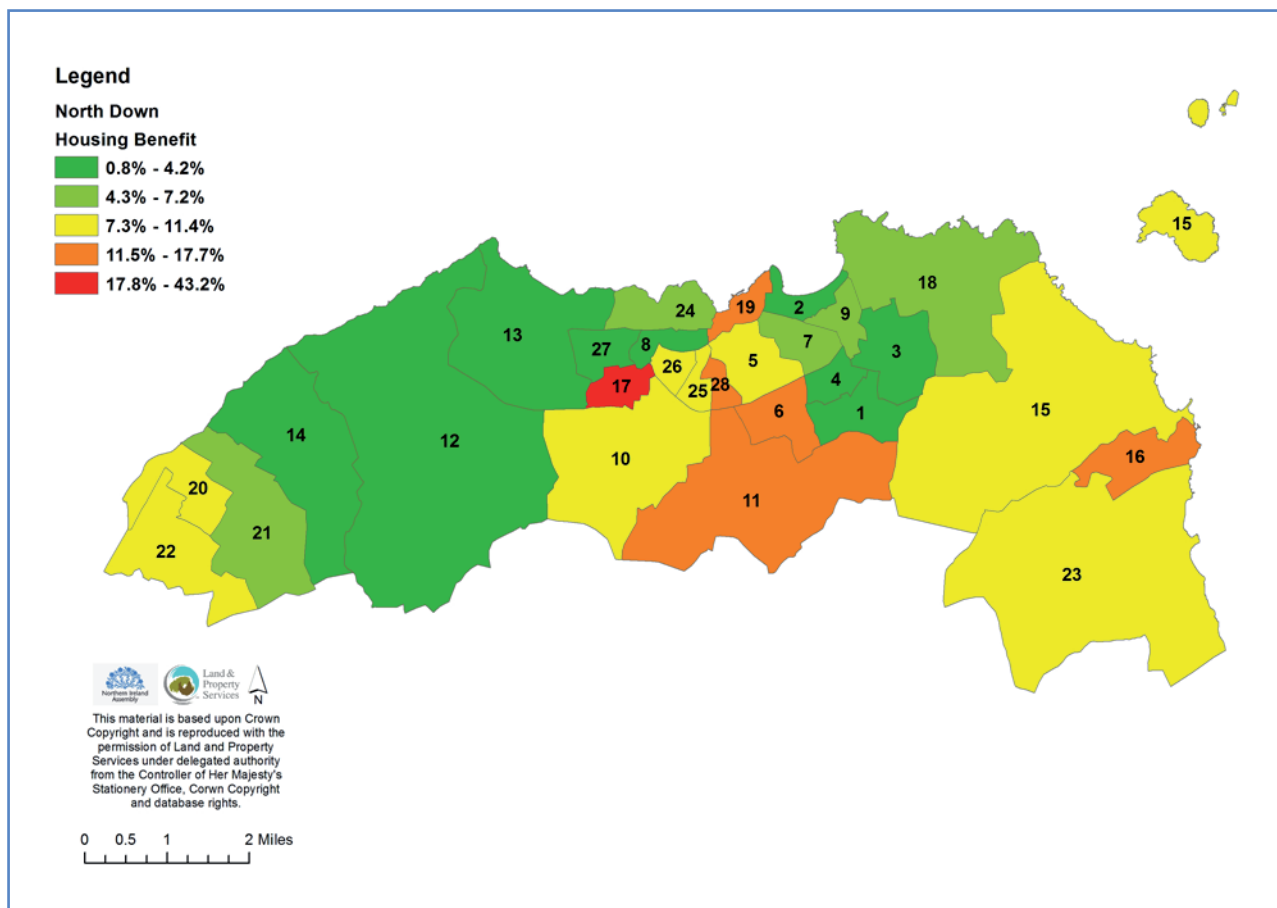 Legend
North Down
Housing Benefit
0.8% - 4.2%
4.3% - 7.2%
7.3% - 11.4%
11.5% - 17.7%
17.8% - 43.2%
15
18
19
2
24
9
13
27
8
7
3
26
5
17
25
28
4
6
1
15
14
12
10
16
11
20
21
22
23
Northern Ireland
Assembly
Land &
Property
Services
N
This material is based upon Crown
Copyright and is reproduced with the
permission of Land and Property
Services under delegated authority
from the Controller of Her Majesty's
Stationery Office, Corwn Copyright
and database rights.
0 0.5 1 2 Miles